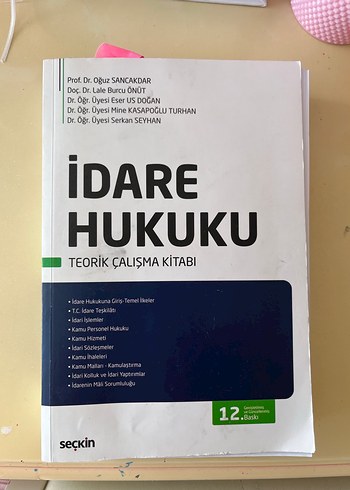 Prof. Dr. Oğuz SANCAKDAR
Doç. Dr. Lale Burcu ÖNÜT
Dr. Öğr. Üyesi Eser US DOĞAN
Dr. Öğr. Üyesi Mine KASAPOĞLU TURHAN
Dr. Öğr. Üyesi Serkan SEYHAN
İDARE
HUKUKU
TEORİK ÇALIŞMA KİTABI
• İdare Hukukuna Giriş-Temel İlkeler
• T.C. İdare Teşkilâtı
• İdari İşlemler
• Kamu Personel Hukuku
• Kamu Hizmeti
• İdari Sözleşmeler
• Kamu İhaleleri
• Kamu Malları - Kamulaştırma
• İdari Kolluk ve İdari Yaptırımlar
• İdarenin Mâli Sorumluluğu
12. Genişletilmiş
ve Güncellenmiş
Baskı
seçkin